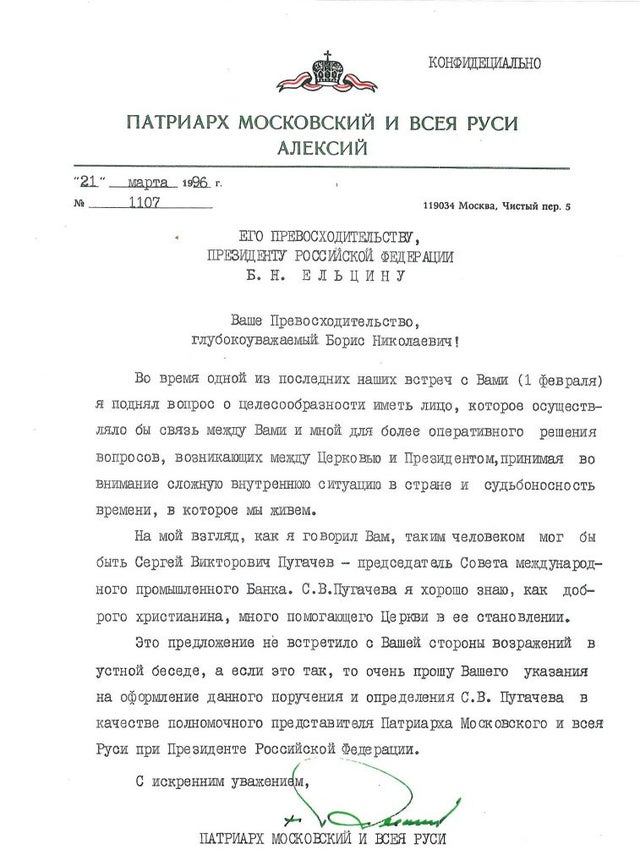 КОНФИДЕЦИАЛЬНО
ПАТРИАРХ МОСКОВСКИЙ И ВСЕЯ РУСИ
АЛЕКСИЙ
"21" марта 1996 г.
№ 1107
119034 Москва, Чистый пер. 5
ЕГО ПРЕВОСХОДИТЕЛЬСТВУ,
ПРЕЗИДЕНТУ РОССИЙСКОЙ ФЕДЕРАЦИИ
Б. Н. ЕЛЬЦИНУ
Ваше Превосходительство,
глубокоуважаемый Борис Николаевич!
Во время одной из последних наших встреч с Вами (1 февраля)
я поднял вопрос о целесообразности иметь лицо, которое осуществ-
ляло бы связь между Вами и мной для более оперативного решения
вопросов, возникающих между Церковью и Президентом,принимая во
внимание сложную внутреннюю ситуацию в стране и судьбоносность
времени, в которое мы живем.
На мой взгляд, как я говорил Вам, таким человеком мог бы
быть Сергей Викторович Пугачев - председатель Совета международ-
ного промышленного Банка. С.В.Пугачева я хорошо знаю, как доб-
рого христианина, много помогающего Церкви в ее становлении.
Это предложение не встретило с Вашей стороны возражений в
устной беседе, а если это так, то очень прошу Вашего указания
на оформление данного поручения и определения С.В. Пугачева в
качестве полномочного представителя Патриарха Московского и всея
Руси при Президенте Российской Федерации.
С искренним уважением,
ПАТРИАРХ МОСКОВСКИЙ И ВСЕЯ РУСИ